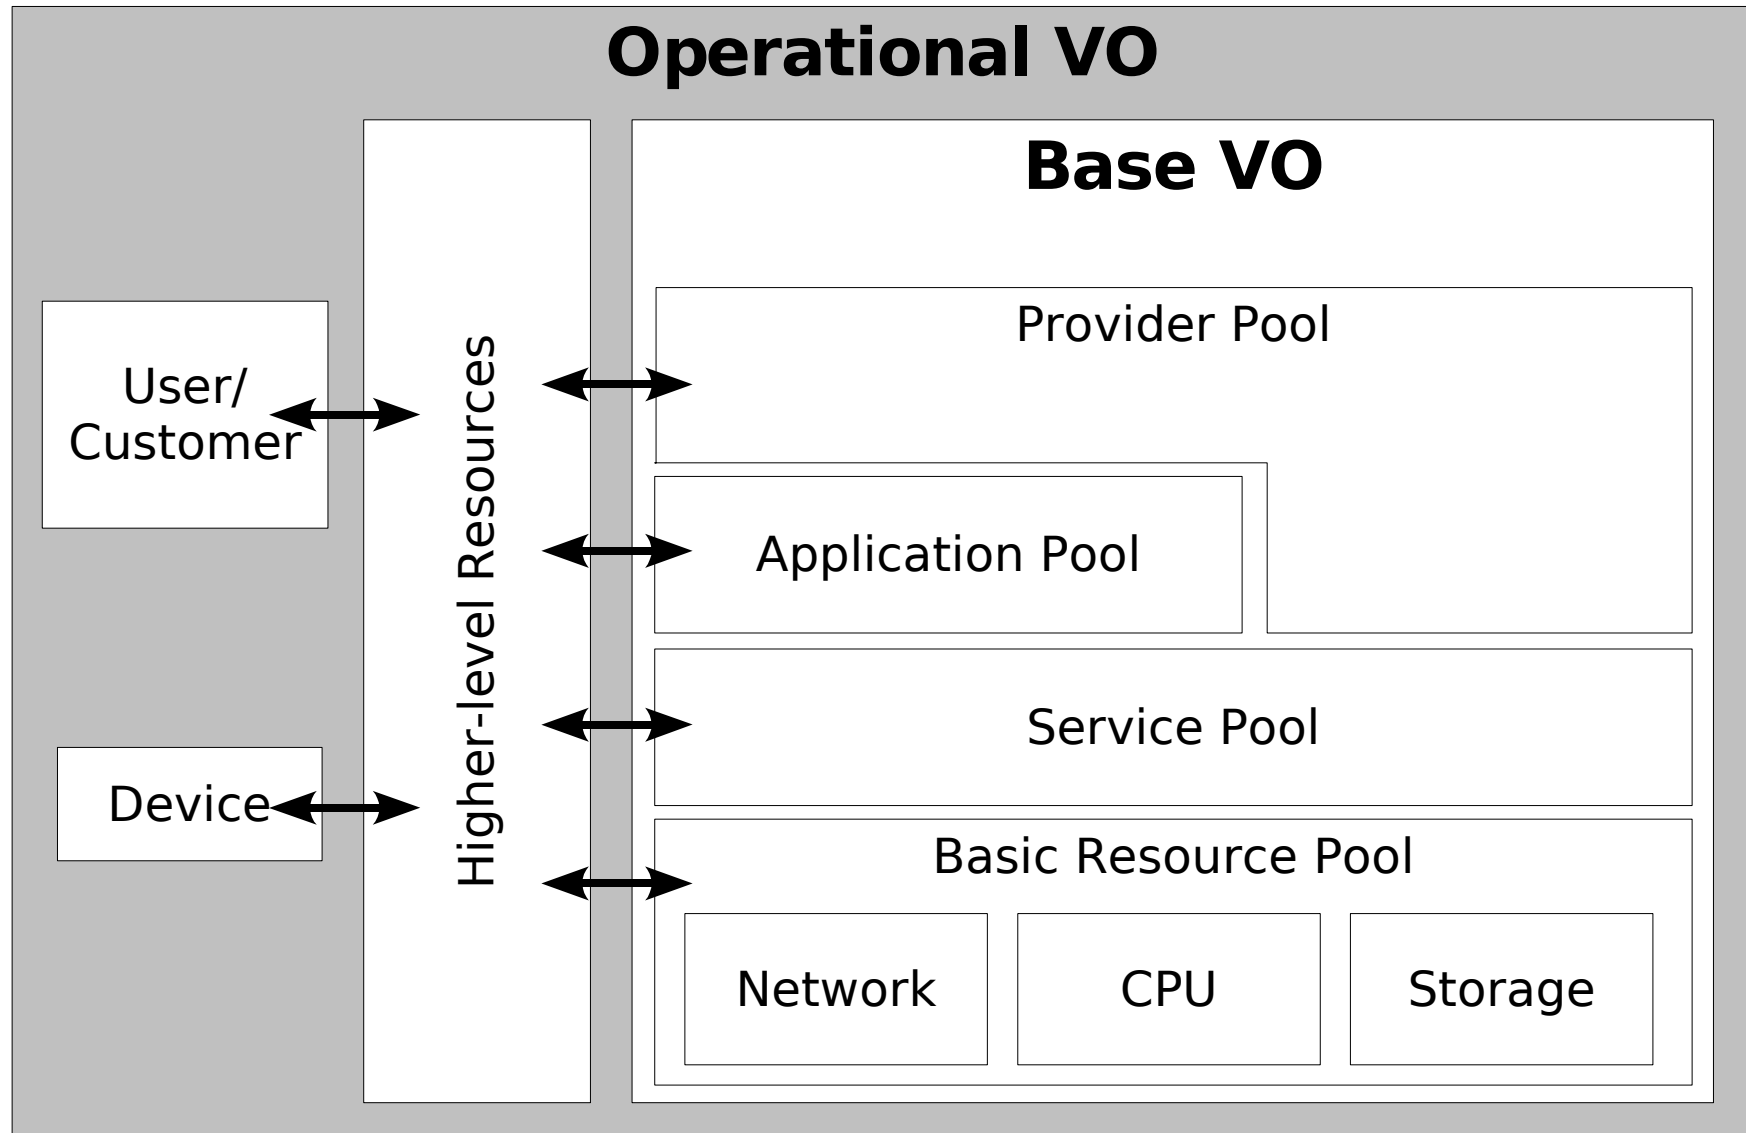 Operational VO
Base VO
User/
Customer
Device
Higher-level Resources
Provider Pool
Application Pool
Service Pool
Basic Resource Pool
Network
CPU
Storage